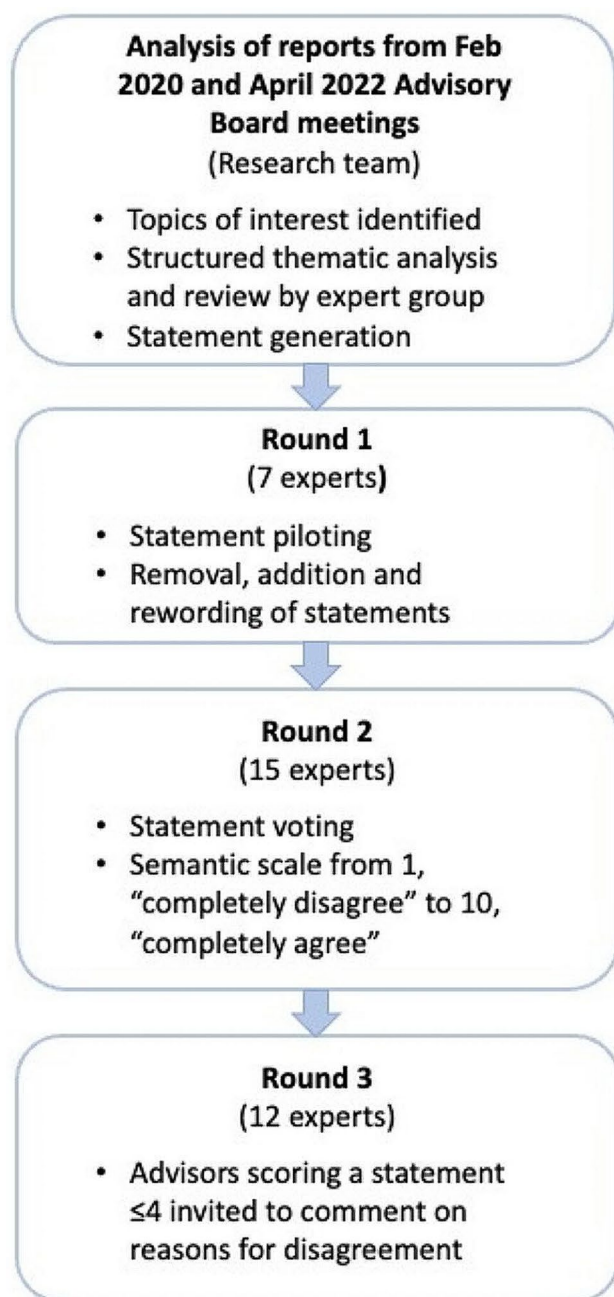 Analysis of reports from Feb
2020 and April 2022 Advisory
Board meetings
(Research team)
• Topics of interest identified
• Structured thematic analysis
and review by expert group
• Statement generation
Round 1
(7 experts)
• Statement piloting
• Removal, addition and
rewording of statements
Round 2
(15 experts)
• Statement voting
• Semantic scale from 1,
“completely disagree” to 10,
“completely agree”
Round 3
(12 experts)
• Advisors scoring a statement
≤4 invited to comment on
reasons for disagreement